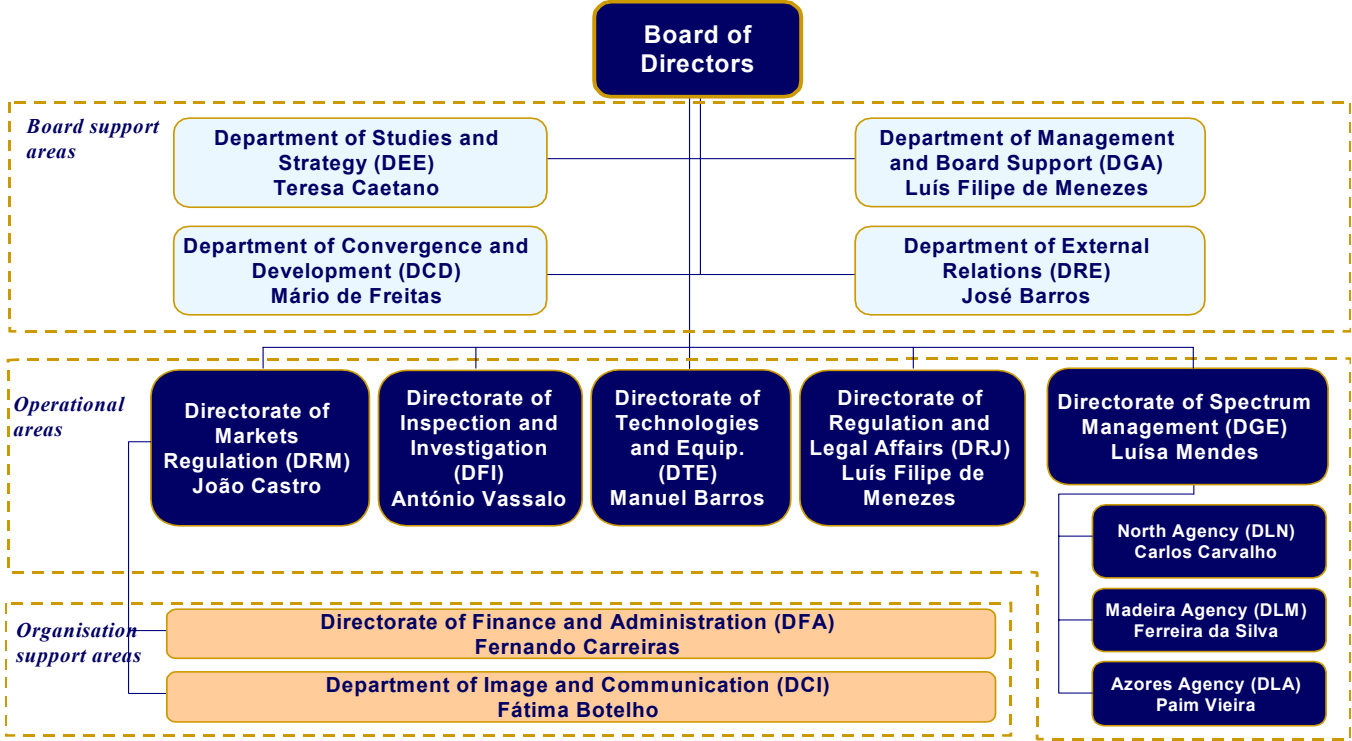 Board of
Directors
Board support
areas
Department of Studies and
Strategy (DEE)
Teresa Caetano
Department of Management
and Board Support (DGA)
Luís Filipe de Menezes
Department of Convergence and
Development (DCD)
Mário de Freitas
Department of External
Relations (DRE)
José Barros
Operational
areas
Directorate of
Markets
Regulation (DRM)
João Castro
Directorate of
Inspection and
Investigation
(DFI)
António Vassalo
Directorate of
Technologies
and Equip.
(DTE)
Manuel Barros
Directorate of
Regulation and
Legal Affairs (DRJ)
Luís Filipe de
Menezes
Directorate of Spectrum
Management (DGE)
Luísa Mendes
North Agency (DLN)
Carlos Carvalho
Madeira Agency (DLM)
Ferreira da Silva
Azores Agency (DLA)
Paim Vieira
Organisation
support areas
Directorate of Finance and Administration (DFA)
Fernando Carreiras
Department of Image and Communication (DCI)
Fátima Botelho